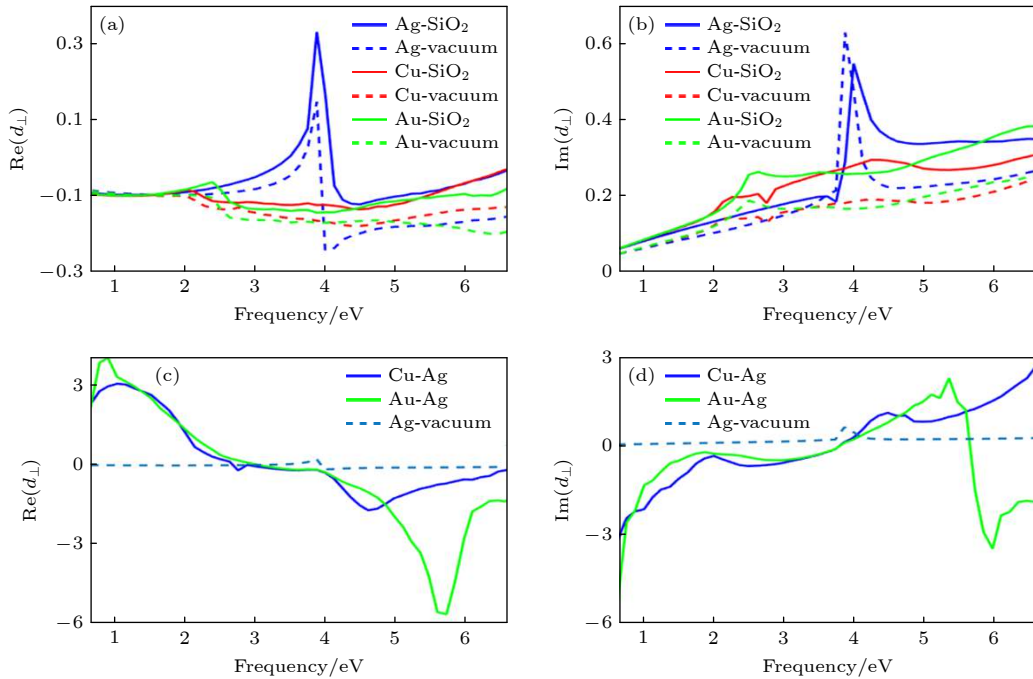 (a)
Ag-SiO₂
Ag-vacuum
Cu-SiO₂
Cu-vacuum
Au-SiO₂
Au-vacuum
0.3
0.1
−0.1
−0.3
Re(d⊥)
1 2 3 4 5 6
Frequency/eV
(b)
Ag-SiO₂
Ag-vacuum
Cu-SiO₂
Cu-vacuum
Au-SiO₂
Au-vacuum
0.6
0.4
0.2
0
Im(d⊥)
1 2 3 4 5 6
Frequency/eV
(c)
Cu-Ag
Au-Ag
Ag-vacuum
3
0
−3
−6
Re(d⊥)
1 2 3 4 5 6
Frequency/eV
(d)
Cu-Ag
Au-Ag
Ag-vacuum
3
0
−3
−6
Im(d⊥)
1 2 3 4 5 6
Frequency/eV